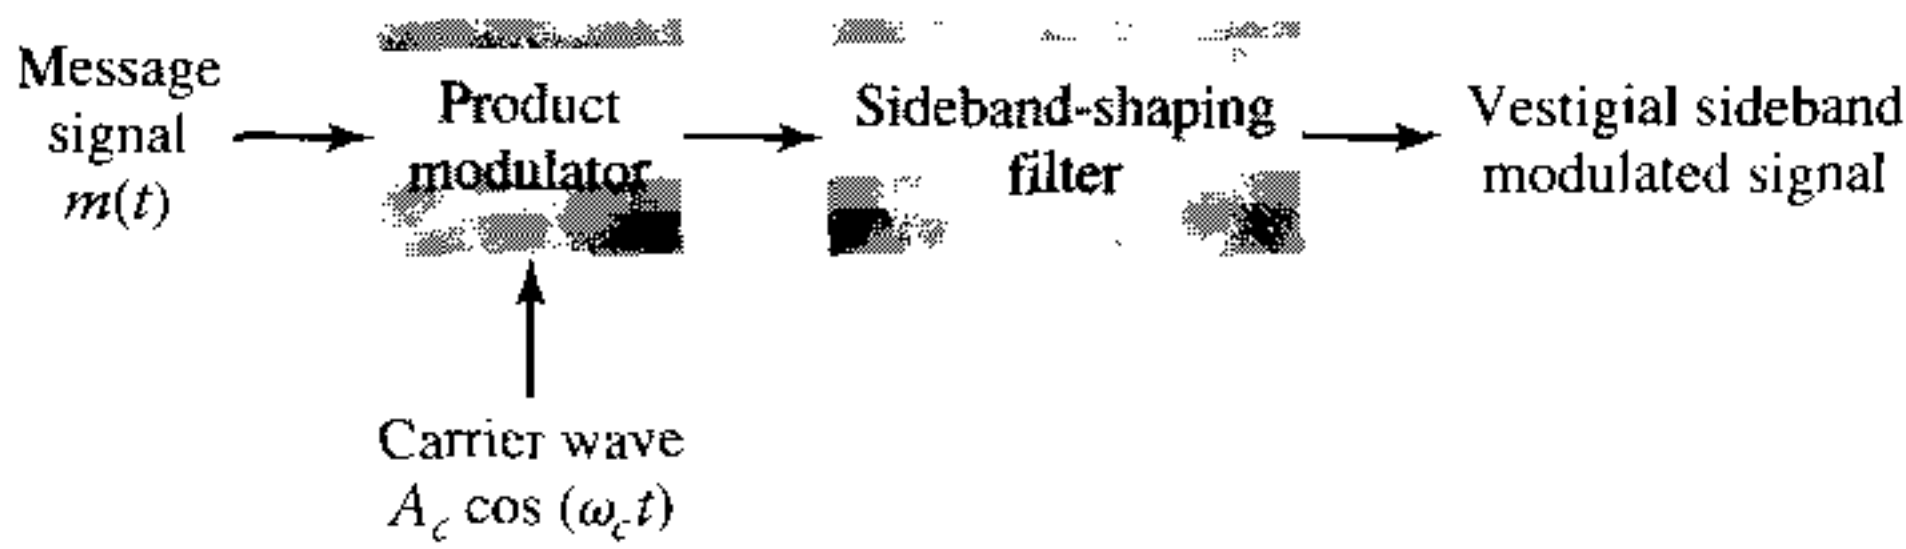 Message
signal
m(t)
Product
modulator
Sideband-shaping
filter
Vestigial sideband
modulated signal
Carrier wave
A_c cos (ω_c t)